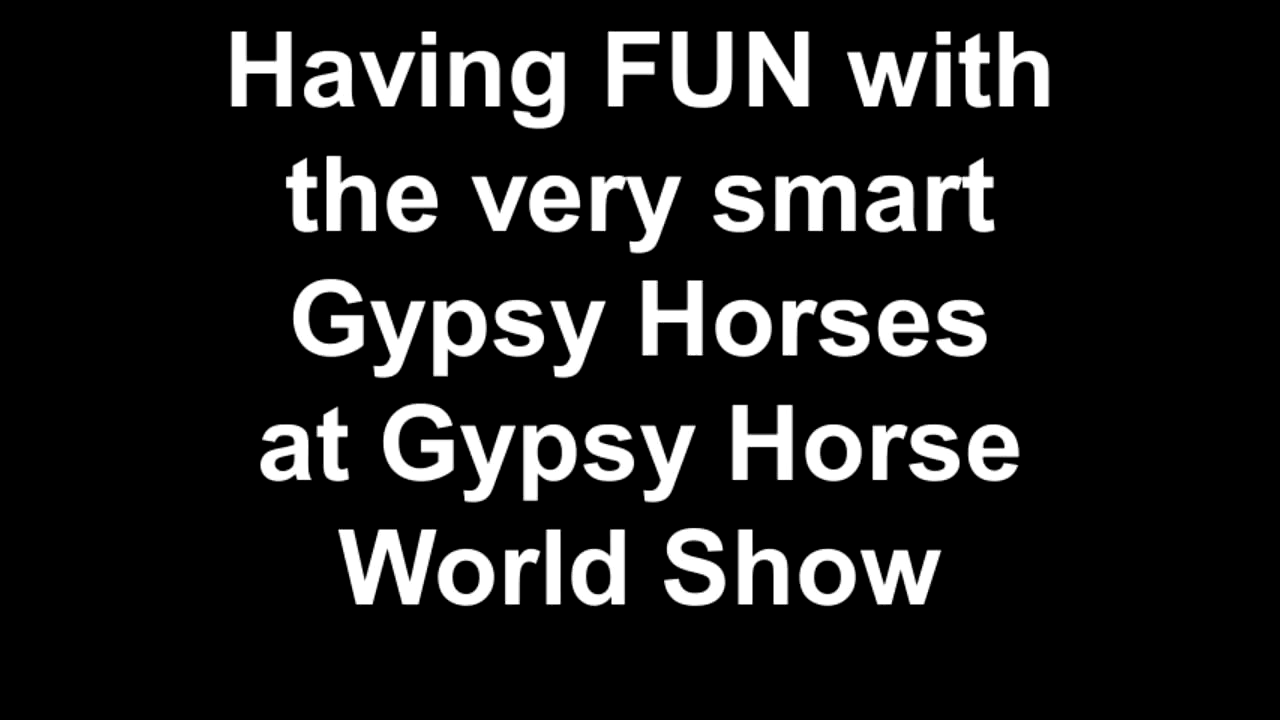 Having FUN with
the very smart
Gypsy Horses
at Gypsy Horse
World Show